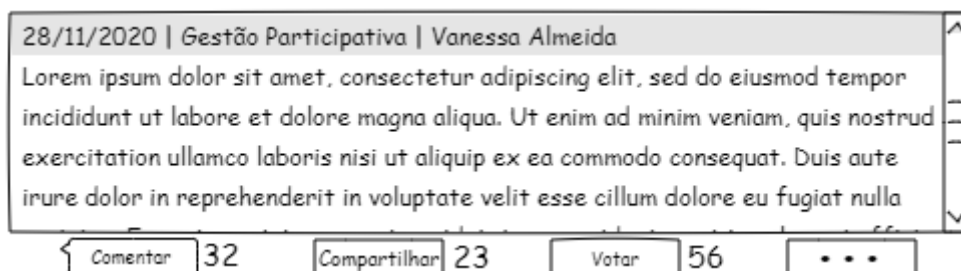 28/11/2020 | Gestão Participativa | Vanessa Almeida
Lorem ipsum dolor sit amet, consectetur adipiscing elit, sed do eiusmod tempor
incididunt ut labore et dolore magna aliqua. Ut enim ad minim veniam, quis nostrud
exercitation ullamco laboris nisi ut aliquip ex ea commodo consequat. Duis aute
irure dolor in reprehenderit in voluptate velit esse cillum dolore eu fugiat nulla
Comentar 32 Compartilhar 23 Votar 56 • • •